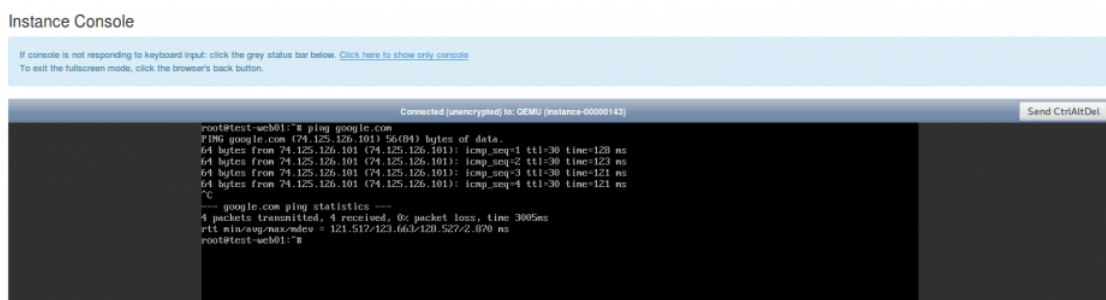 Instance Console
If console is not responding to keyboard input: click the grey status bar below. Click here to show only console
To exit the fullscreen mode, click the browser's back button.
Connected (unencrypted) to: QEMU (instance-00000143)
Send CtrlAltDel
root@test-web01:~# ping google.com
PING google.com (74.125.126.101) 56(84) bytes of data.
64 bytes from 74.125.126.101 (74.125.126.101): icmp_seq=1 ttl=30 time=128 ms
64 bytes from 74.125.126.101 (74.125.126.101): icmp_seq=2 ttl=30 time=123 ms
64 bytes from 74.125.126.101 (74.125.126.101): icmp_seq=3 ttl=30 time=121 ms
64 bytes from 74.125.126.101 (74.125.126.101): icmp_seq=4 ttl=30 time=121 ms
^C
--- google.com ping statistics ---
4 packets transmitted, 4 received, 0% packet loss, time 3005ms
rtt min/avg/max/mdev = 121.517/123.663/128.527/2.870 ms
root@test-web01:~#